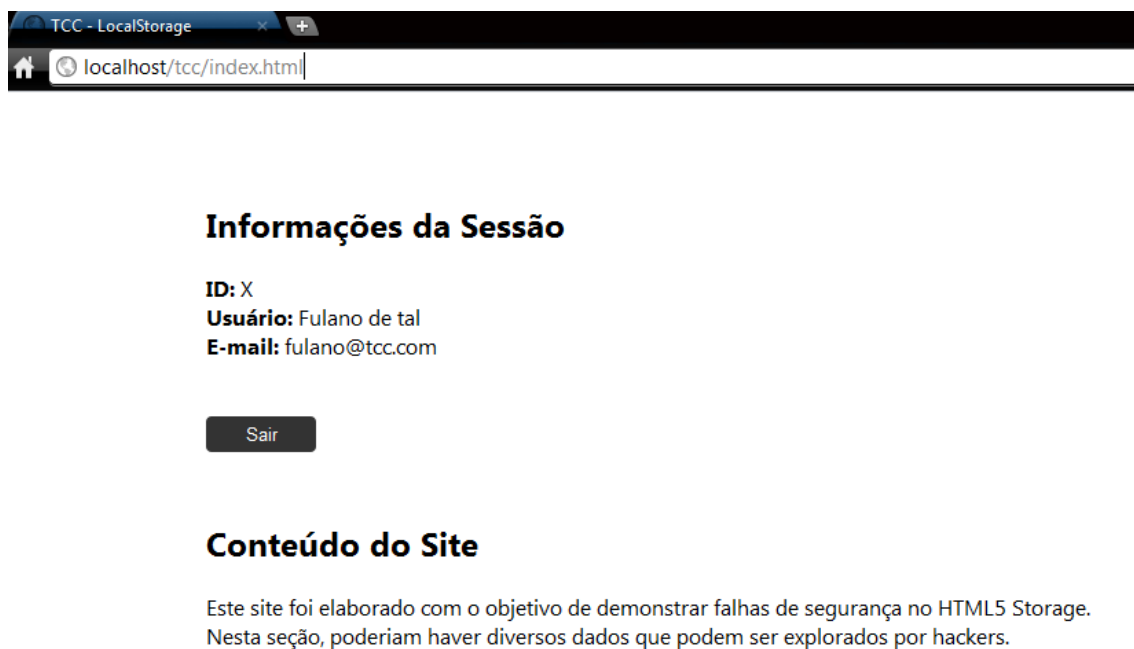 TCC - LocalStorage
localhost/tcc/index.html
Informações da Sessão
ID: X
Usuário: Fulano de tal
E-mail: fulano@tcc.com
Sair
Conteúdo do Site
Este site foi elaborado com o objetivo de demonstrar falhas de segurança no HTML5 Storage.
Nesta seção, poderiam haver diversos dados que podem ser explorados por hackers.